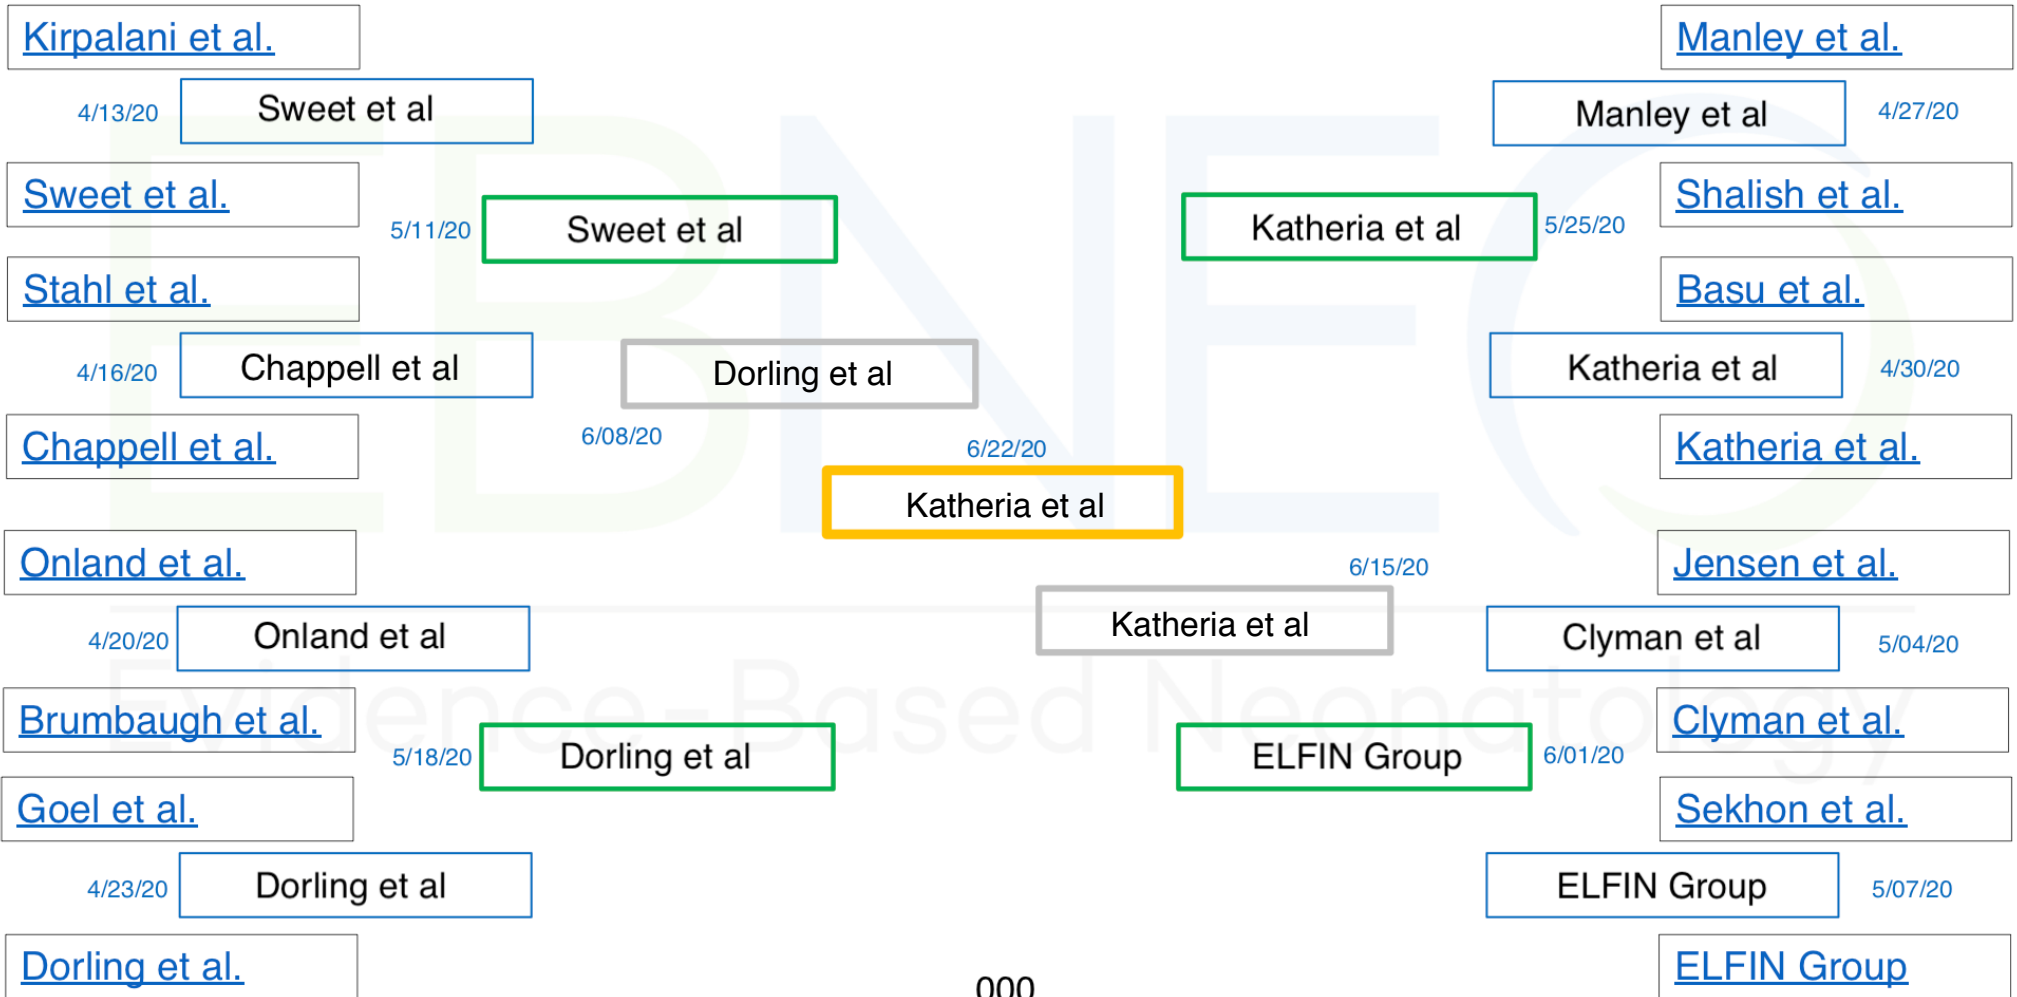 Kirpalani et al.
Manley et al.
4/13/20
Sweet et al
Manley et al
4/27/20
Sweet et al.
Shalish et al.
5/11/20
Sweet et al
Katheria et al
5/25/20
Stahl et al.
Basu et al.
4/16/20
Chappell et al
Dorling et al
Katheria et al
4/30/20
6/08/20
6/22/20
Chappell et al.
Katheria et al.
Katheria et al
Onland et al.
6/15/20
Jensen et al.
4/20/20
Onland et al
Katheria et al
Clyman et al
5/04/20
EBNEO
Evidence-Based Neonatology
Brumbaugh et al.
Clyman et al.
5/18/20
Dorling et al
ELFIN Group
6/01/20
Goel et al.
Sekhon et al.
4/23/20
Dorling et al
ELFIN Group
5/07/20
Dorling et al.
ELFIN Group
000